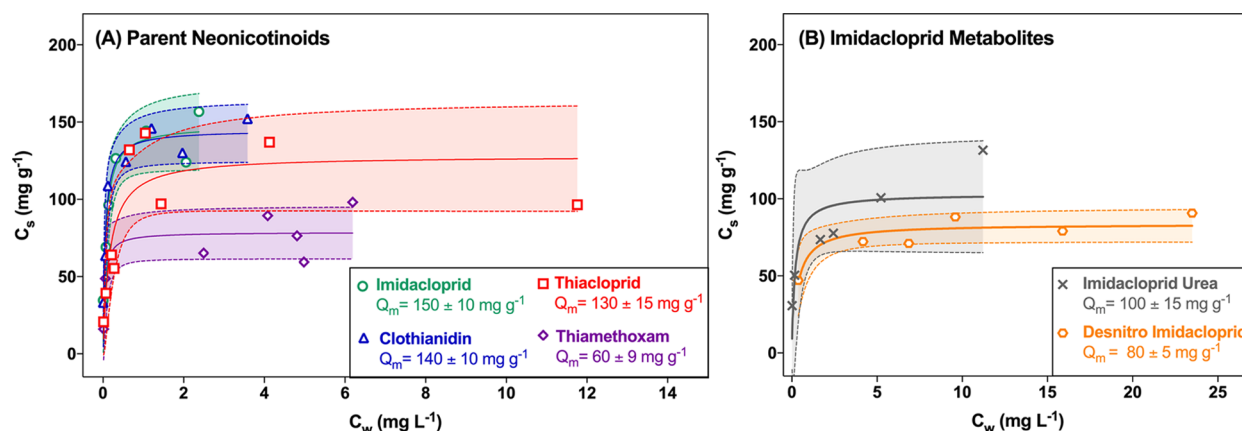 (A) Parent Neonicotinoids
200
150
100
50
0
Cs (mg g-1)
0 2 4 6 8 10 12 14
Cw (mg L-1)
Imidacloprid
Qm= 150 ± 10 mg g-1
Thiacloprid
Qm= 130 ± 15 mg g-1
Clothianidin
Qm= 140 ± 10 mg g-1
Thiamethoxam
Qm= 60 ± 9 mg g-1
(B) Imidacloprid Metabolites
200
150
100
50
0
Cs (mg g-1)
0 5 10 15 20 25
Cw (mg L-1)
Imidacloprid Urea
Qm= 100 ± 15 mg g-1
Desnitro Imidacloprid
Qm = 80 ± 5 mg g-1